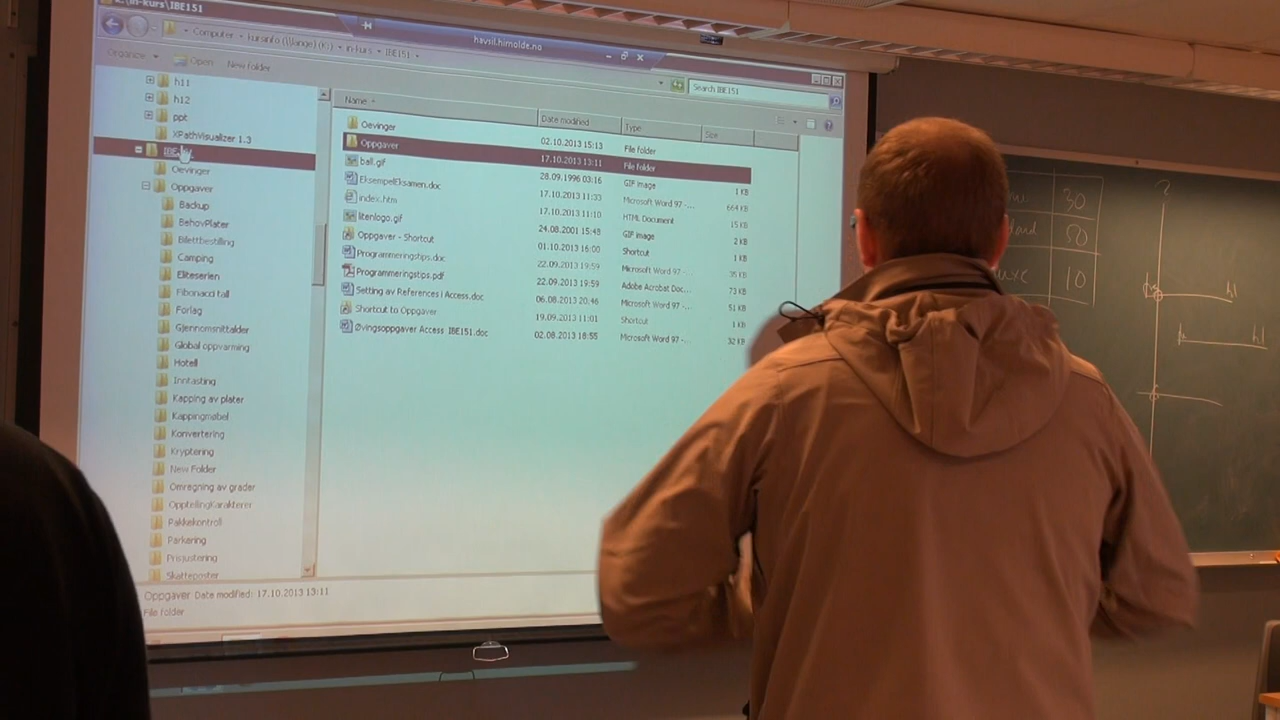 K:\in-kurs\IBE151
havsil.himolde.no
Computer ▸ kursinfo (\\fange) (K:) ▸ in-kurs ▸ IBE151 ▸
Search IBE151
Organize Open New folder
h11
h12
ppt
XPathVisualizer 1.3
Oevinger
Oppgaver
Backup
BehovPlater
Billettbestilling
Camping
Eliteserien
Fibonacci tall
Forlag
Gjennomsnittalder
Global oppvarming
Hotell
Inntasting
Kapping av plater
Kappingmøbel
Konvertering
Kryptering
New Folder
Omregning av grader
OpptellingKarakterer
Pakkekontroll
Parkering
Prisjustering
Skatteposter
Name Date modified Type Size
Oevinger 02.10.2013 15:13 File folder
Oppgaver 17.10.2013 13:11 File folder
ball.gif 28.09.1996 03:16 GIF image 1 KB
EksempelEksamen.doc 17.10.2013 11:33 Microsoft Word 97 -... 664 KB
index.htm 17.10.2013 11:10 HTML Document 15 KB
litenlogo.gif 24.08.2001 15:48 GIF image 2 KB
Oppgaver - Shortcut 01.10.2013 16:00 Shortcut 1 KB
Programmeringstips.doc 22.09.2013 19:59 Microsoft Word 97 -... 35 KB
Programmeringstips.pdf 22.09.2013 19:59 Adobe Acrobat Doc... 73 KB
Setting av References i Access.doc 06.08.2013 20:46 Microsoft Word 97 -... 51 KB
Shortcut to Oppgaver 19.09.2013 11:01 Shortcut 1 KB
Øvingsoppgaver Access IBE151.doc 02.08.2013 18:55 Microsoft Word 97 -... 32 KB
Oppgaver Date modified: 17.10.2013 13:11
File folder
30
50
10
?